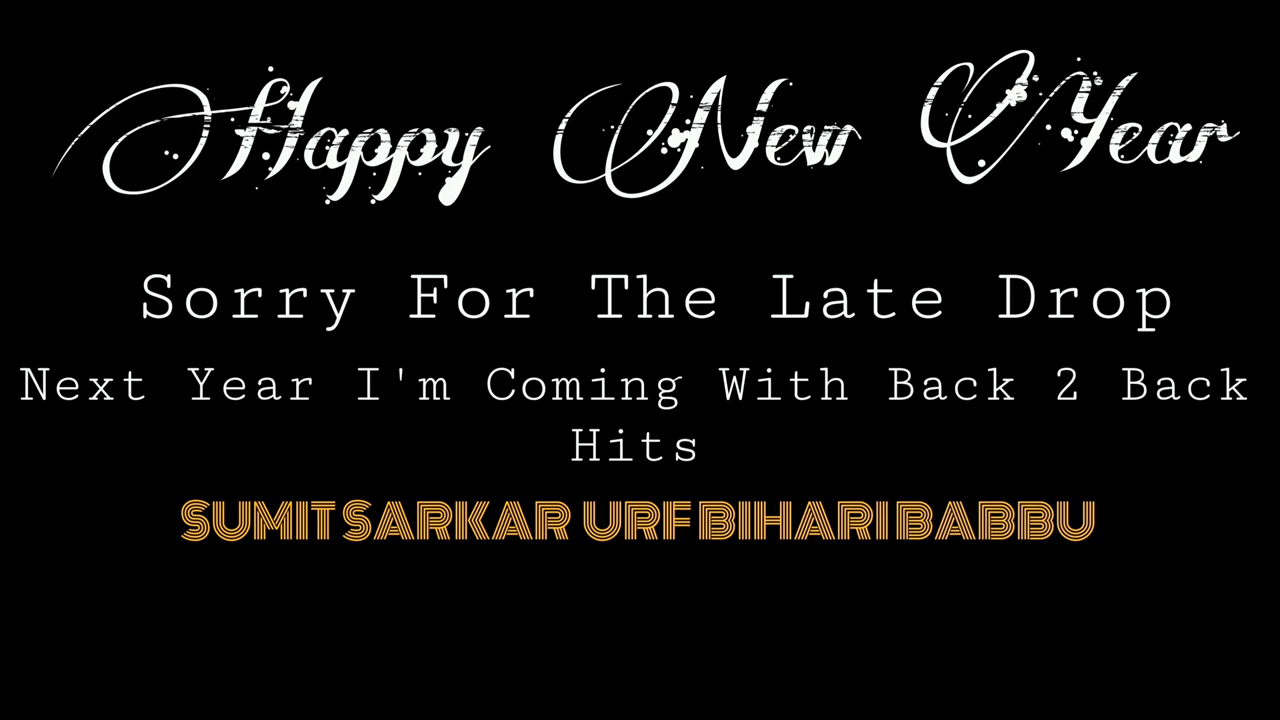 Happy New Year
Sorry For The Late Drop
Next Year I'm Coming With Back 2 Back
Hits
SUMIT SARKAR URF BIHARI BABBU